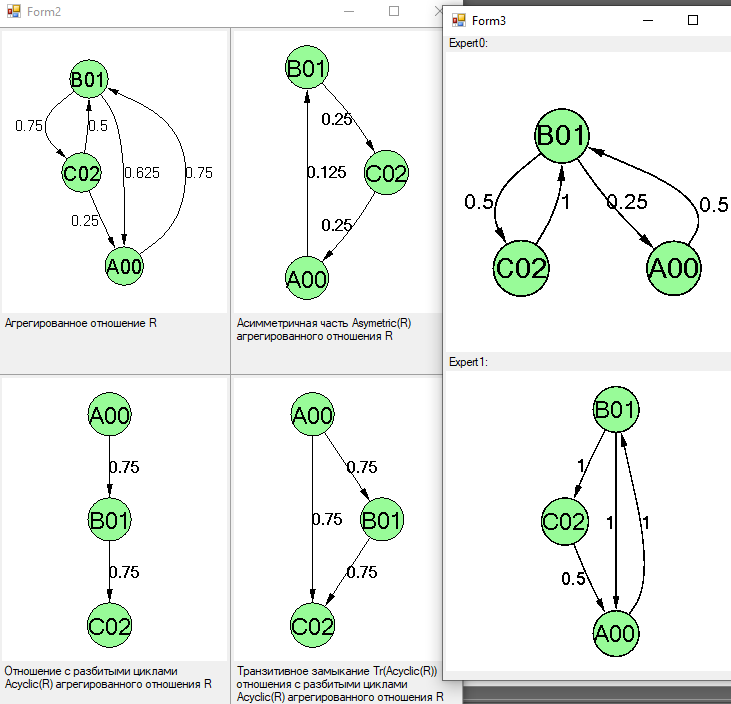 Form2
B01
0.75
0.5
C02
0.625
0.75
0.25
A00
Агрегированное отношение R
B01
0.25
0.125
C02
0.25
A00
Асимметричная часть Asymetric(R)
агрегированного отношения R
A00
0.75
B01
0.75
C02
Отношение с разбитыми циклами
Acyclic(R) агрегированного отношения R
A00
0.75
0.75
B01
0.75
C02
Транзитивное замыкание Tr(Acyclic(R))
отношения с разбитыми циклами
Acyclic(R) агрегированного отношения R
Form3
Expert0:
B01
0.5
1
0.25
0.5
C02
A00
Expert1:
B01
1
C02
1
1
0.5
A00